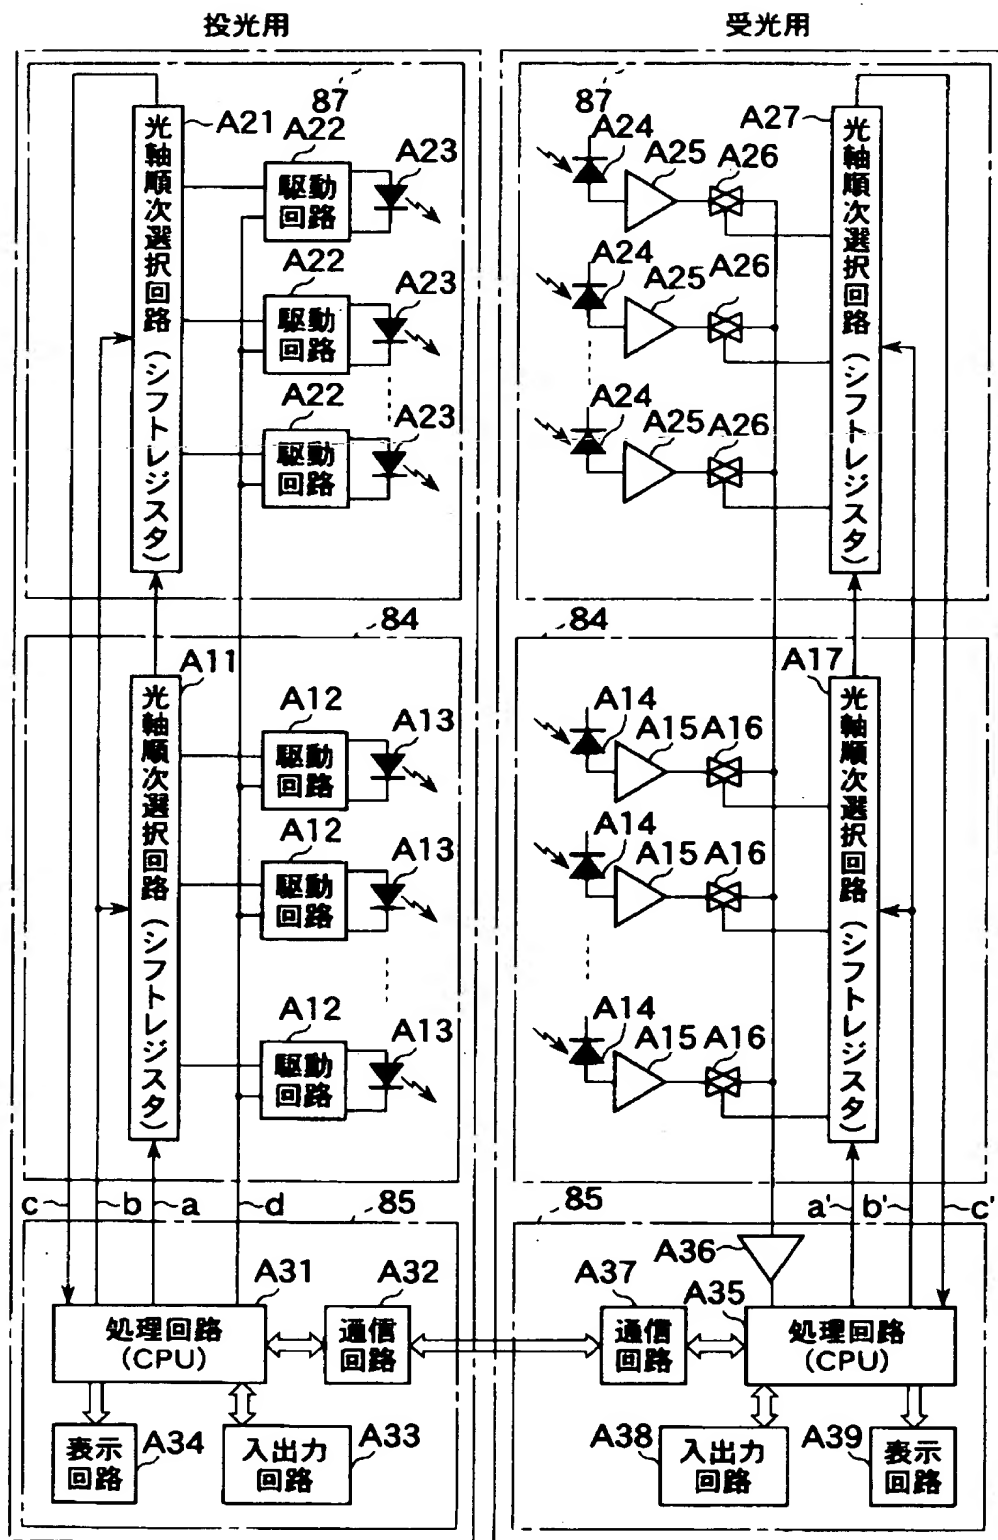 投光用
87
A21
光軸順次選択回路(シフトレジスタ)
A22
駆動
回路
A23
A22
駆動
回路
A23
A22
駆動
回路
A23
84
A11
光軸順次選択回路(シフトレジスタ)
A12
駆動
回路
A13
A12
駆動
回路
A13
A12
駆動
回路
A13
c
b
a
d
85
A31
処理回路
(CPU)
A32
通信
回路
A34
表示
回路
A33
入出力
回路
受光用
87
A24
A25
A26
A27
光軸順次選択回路(シフトレジスタ)
A24
A25
A26
A24
A25
A26
84
A17
光軸順次選択回路(シフトレジスタ)
A14
A15
A16
A14
A15
A16
A14
A15
A16
85
a'
b'
c'
A36
A37
通信
回路
A35
処理回路
(CPU)
A38
入出力
回路
A39
表示
回路